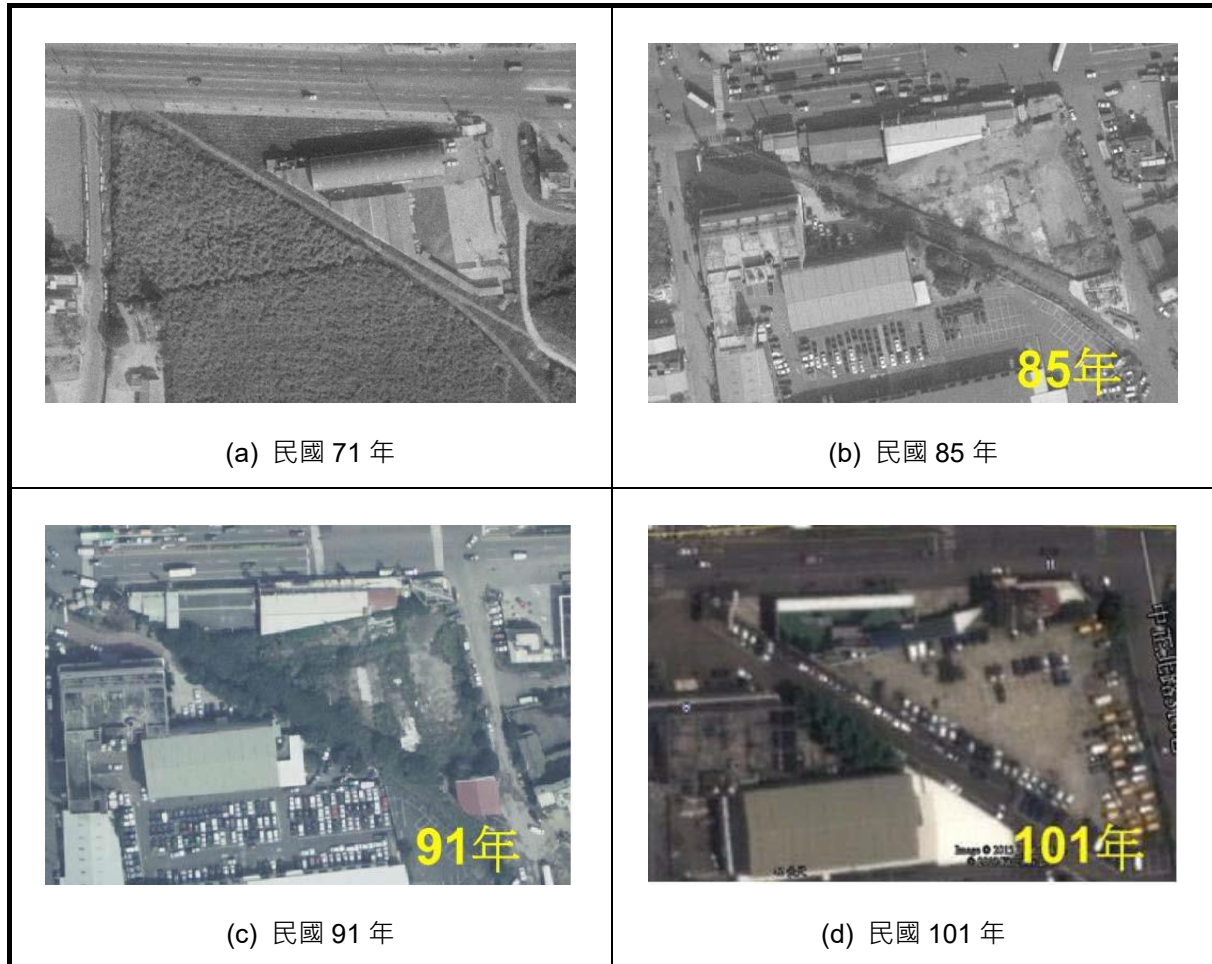 (a) 民國 71 年
85年
(b) 民國 85 年
91年
(c) 民國 91 年
101年
(d) 民國 101 年